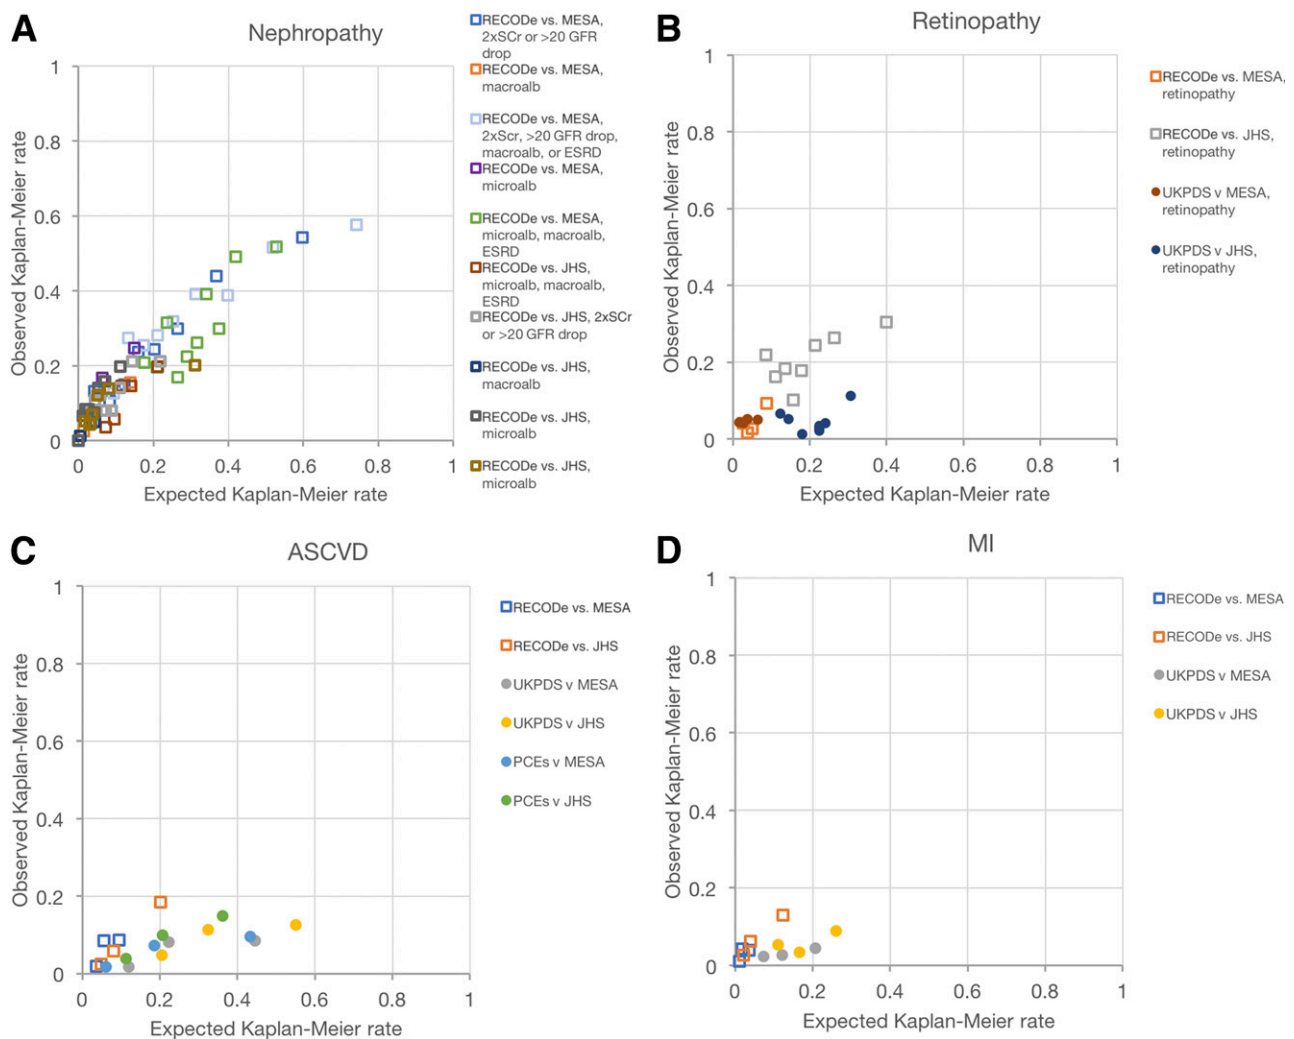 A
Nephropathy
Observed Kaplan-Meier rate
1
0.8
0.6
0.4
0.2
0
0 0.2 0.4 0.6 0.8 1
Expected Kaplan-Meier rate
RECODe vs. MESA,
2xSCr or >20 GFR
drop
RECODe vs. MESA,
macroalb
RECODe vs. MESA,
2xScr, >20 GFR drop,
macroalb, or ESRD
RECODe vs. MESA,
microalb
RECODe vs. MESA,
microalb, macroalb,
ESRD
RECODe vs. JHS,
microalb, macroalb,
ESRD
RECODe vs. JHS, 2xSCr
or >20 GFR drop
RECODe vs. JHS,
macroalb
RECODe vs. JHS,
microalb
RECODe vs. JHS,
microalb
B
Retinopathy
Observed Kaplan-Meier rate
1
0.8
0.6
0.4
0.2
0
0 0.2 0.4 0.6 0.8 1
Expected Kaplan-Meier rate
RECODe vs. MESA,
retinopathy
RECODe vs. JHS,
retinopathy
UKPDS v MESA,
retinopathy
UKPDS v JHS,
retinopathy
C
ASCVD
Observed Kaplan-Meier rate
1
0.8
0.6
0.4
0.2
0
0 0.2 0.4 0.6 0.8 1
Expected Kaplan-Meier rate
RECODe vs. MESA
RECODe vs. JHS
UKPDS v MESA
UKPDS v JHS
PCEs v MESA
PCEs v JHS
D
MI
Observed Kaplan-Meier rate
1
0.8
0.6
0.4
0.2
0
0 0.2 0.4 0.6 0.8 1
Expected Kaplan-Meier rate
RECODe vs. MESA
RECODe vs. JHS
UKPDS v MESA
UKPDS v JHS